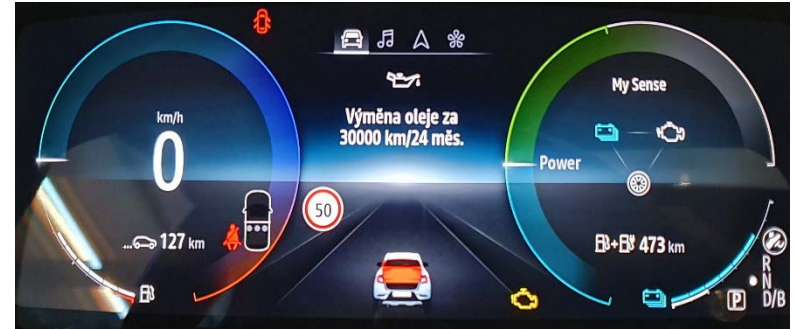 km/h
0
...127 km
Výměna oleje za
30000 km/24 měs.
50
My Sense
Power
+ 473 km
R
N
D/B
P